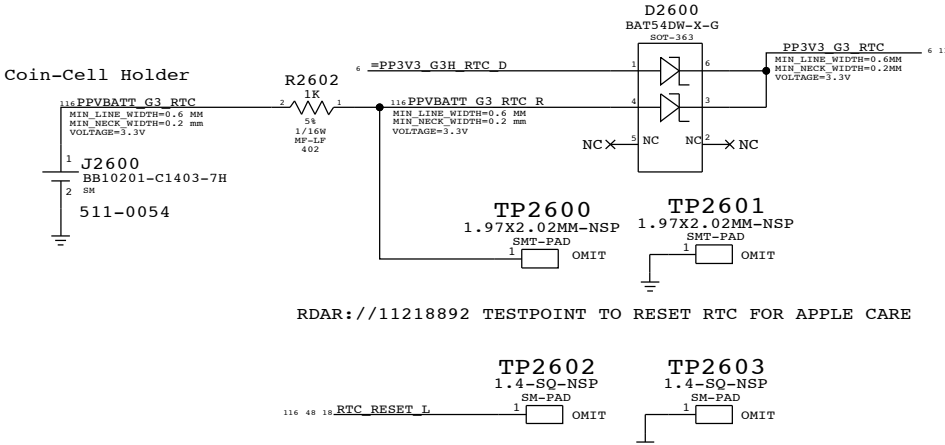 D2600
BAT54DW-X-G
SOT-363
=PP3V3_G3H_RTC_D
6
1
6
PP3V3_G3_RTC
MIN_LINE_WIDTH=0.6MM
MIN_NECK_WIDTH=0.2MM
VOLTAGE=3.3V
Coin-Cell Holder
R2602
1K
116 PPVBATT_G3_RTC
2
1
116 PPVBATT_G3_RTC_R
4
3
MIN_LINE_WIDTH=0.6 MM
MIN_NECK_WIDTH=0.2 mm
VOLTAGE=3.3V
5%
1/16W
MF-LF
402
MIN_LINE_WIDTH=0.6 MM
MIN_NECK_WIDTH=0.2 mm
VOLTAGE=3.3V
NC
5
NC
NC
2
NC
1
J2600
BB10201-C1403-7H
2
SM
511-0054
TP2600
1.97X2.02MM-NSP
SMT-PAD
1
OMIT
TP2601
1.97X2.02MM-NSP
SMT-PAD
1
OMIT
RDAR://11218892 TESTPOINT TO RESET RTC FOR APPLE CARE
TP2602
1.4-SQ-NSP
SM-PAD
116 48 18 RTC_RESET_L
1
OMIT
TP2603
1.4-SQ-NSP
SM-PAD
1
OMIT